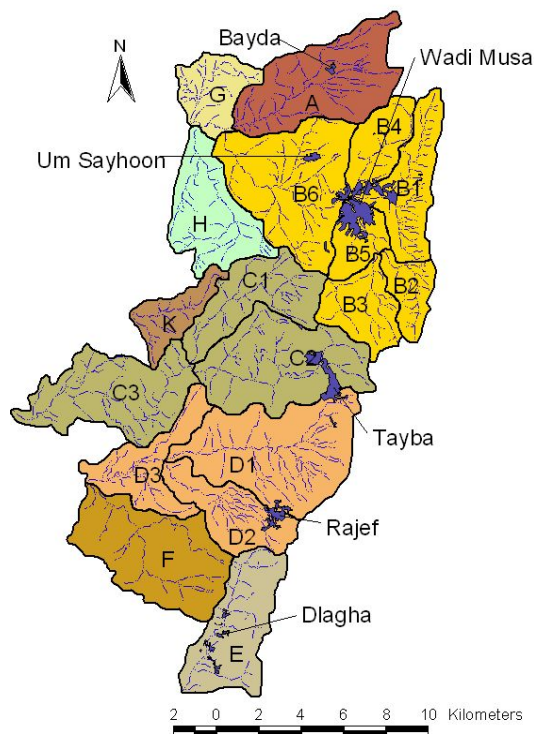 N
Bayda
Wadi Musa
G
A
B4
Um Sayhoon
B6
B1
H
B5
C1
B2
B3
K
C2
C3
Tayba
D1
D3
Rajef
D2
F
Dlagha
E
2 0 2 4 6 8 10 Kilometers